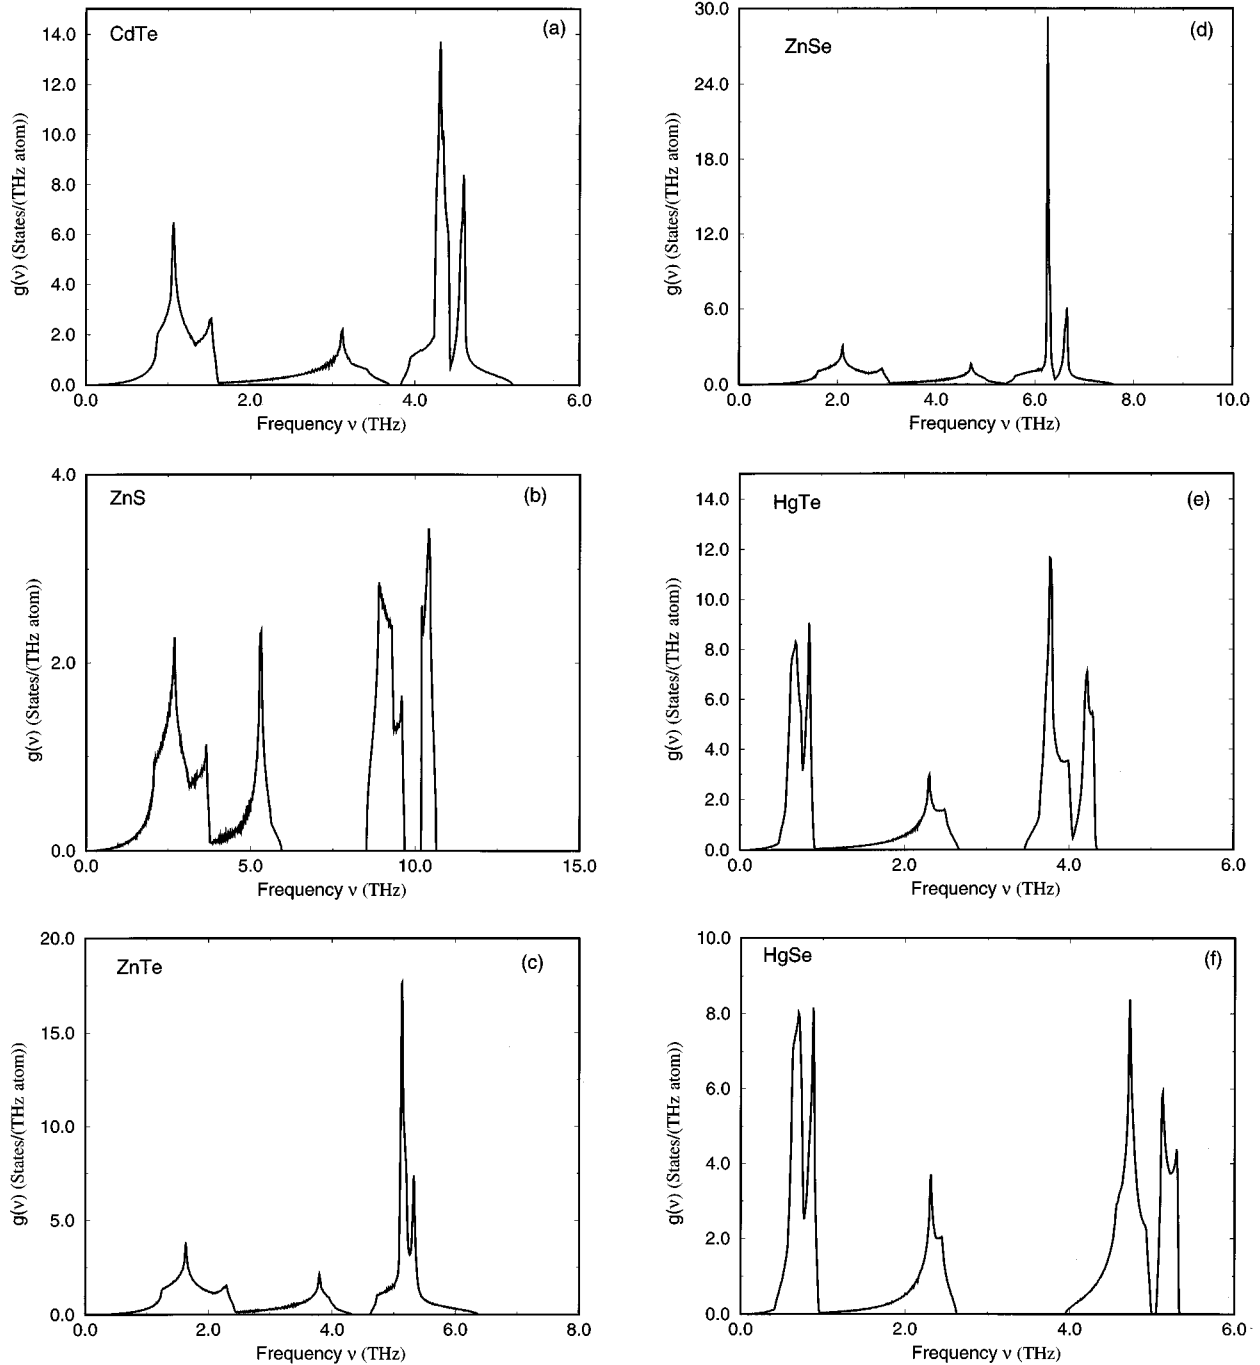 CdTe
(a)
14.0
12.0
10.0
8.0
6.0
4.0
2.0
0.0
g(ν) (States/(THz atom))
0.0 2.0 4.0 6.0
Frequency ν (THz)
ZnS
(b)
4.0
2.0
0.0
g(ν) (States/(THz atom))
0.0 5.0 10.0 15.0
Frequency ν (THz)
ZnTe
(c)
20.0
15.0
10.0
5.0
0.0
g(ν) (States/(THz atom))
0.0 2.0 4.0 6.0 8.0
Frequency ν (THz)
ZnSe
(d)
30.0
24.0
18.0
12.0
6.0
0.0
g(ν) (States/(THz atom))
0.0 2.0 4.0 6.0 8.0 10.0
Frequency ν (THz)
HgTe
(e)
14.0
12.0
10.0
8.0
6.0
4.0
2.0
0.0
g(ν) (States/(THz atom))
0.0 2.0 4.0 6.0
Frequency ν (THz)
HgSe
(f)
10.0
8.0
6.0
4.0
2.0
0.0
g(ν) (States/(THz atom))
0.0 2.0 4.0 6.0
Frequency ν (THz)